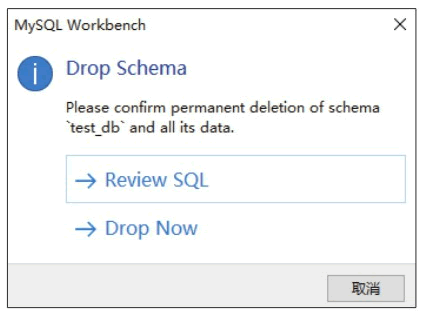 MySQL Workbench
Drop Schema
Please confirm permanent deletion of schema
`test_db` and all its data.
→ Review SQL
→ Drop Now
取消